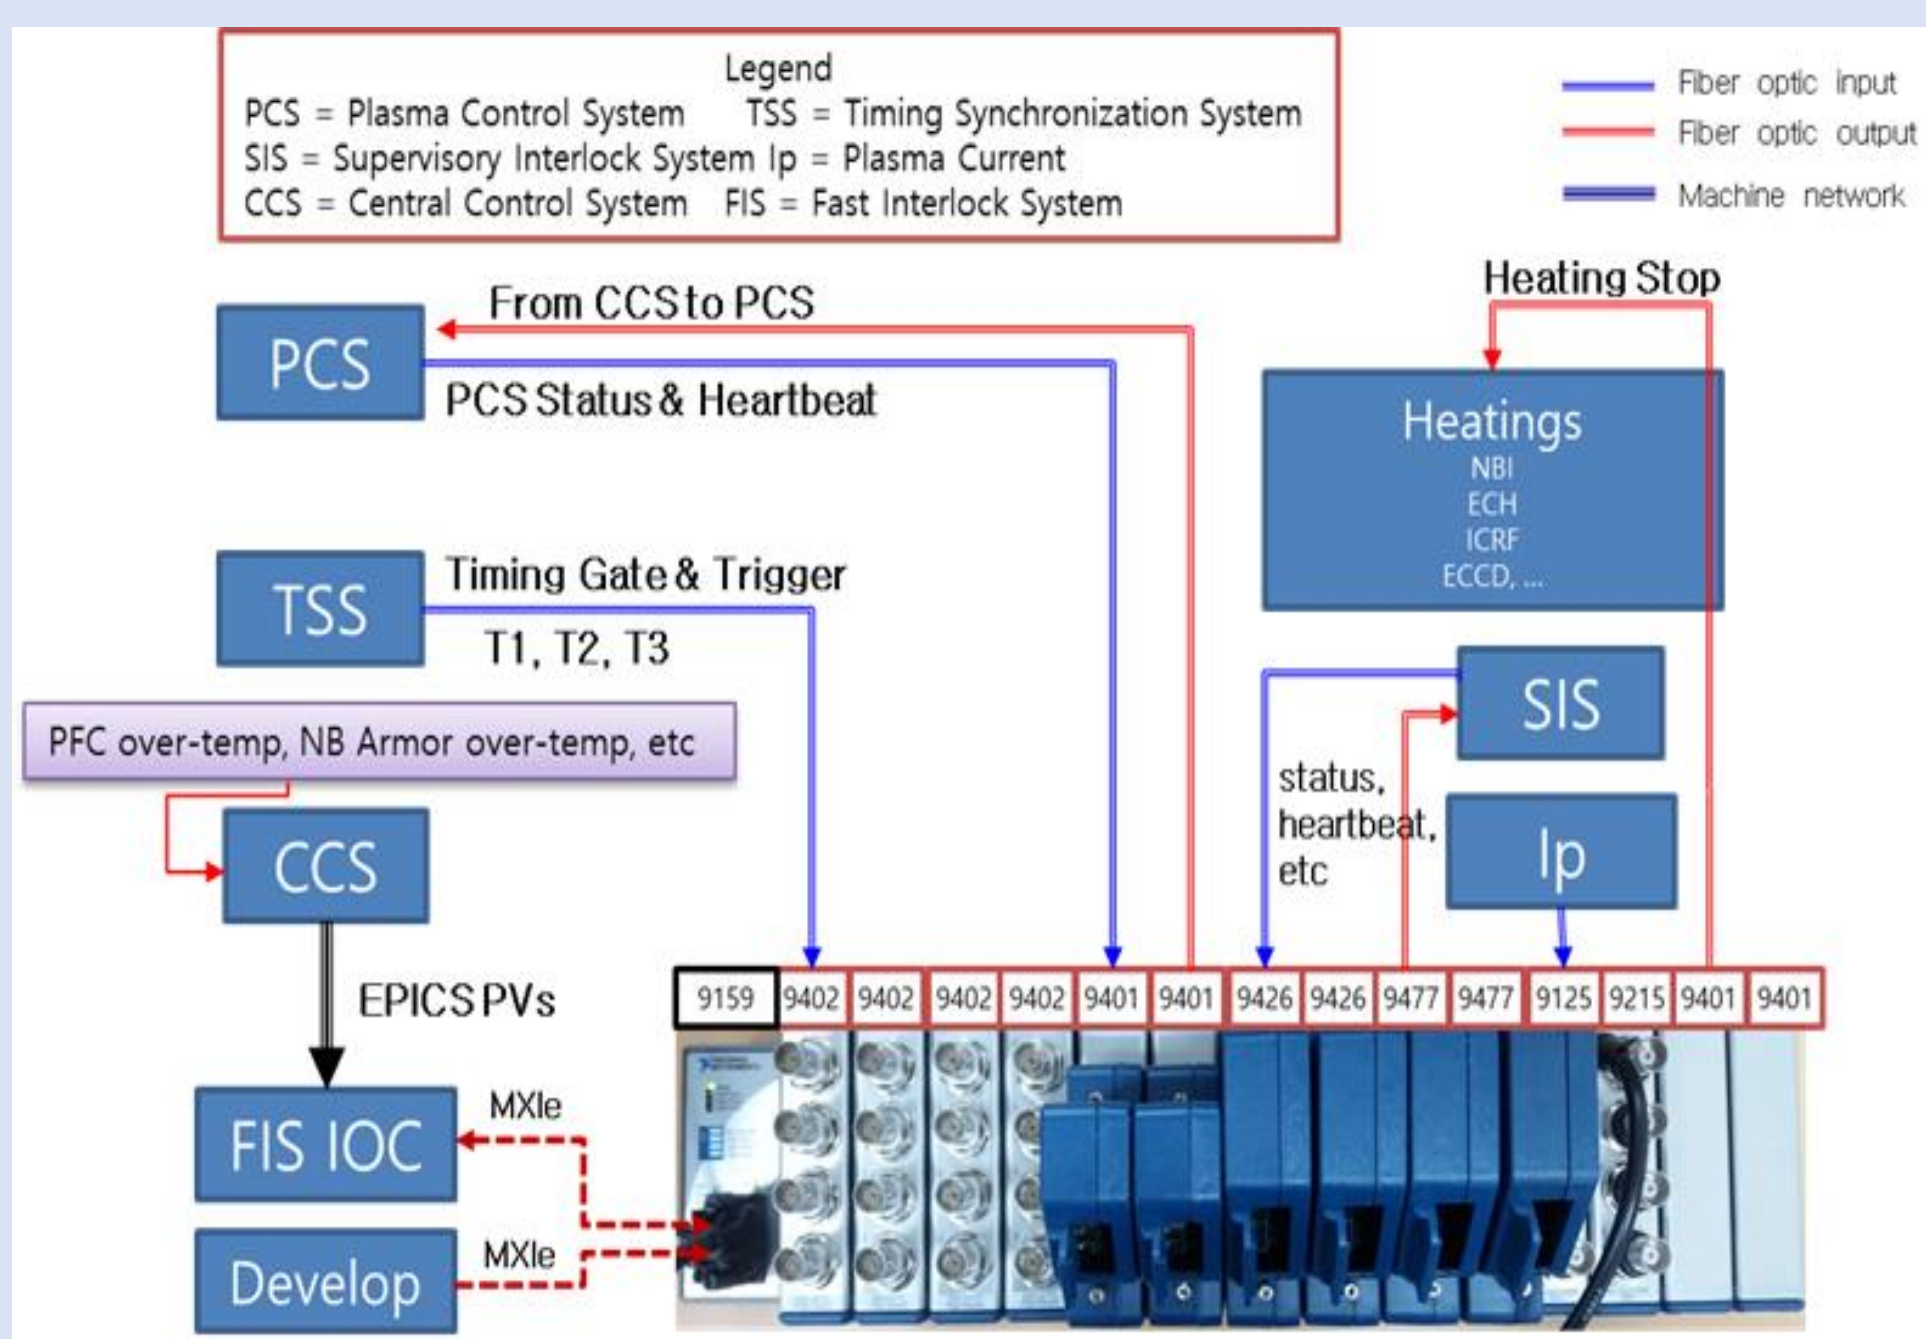 Legend
PCS = Plasma Control System TSS = Timing Synchronization System
SIS = Supervisory Interlock System Ip = Plasma Current
CCS = Central Control System FIS = Fast Interlock System
Fiber optic input
Fiber optic output
Machine network
Heating Stop
From CCS to PCS
PCS
PCS Status & Heartbeat
Heatings
NBI
ECH
ICRF
ECCD, ...
Timing Gate & Trigger
TSS
T1, T2, T3
SIS
PFC over-temp, NB Armor over-temp, etc
status,
heartbeat,
etc
CCS
Ip
EPICS PVs
9159 9402 9402 9402 9402 9401 9401 9426 9426 9477 9477 9125 9215 9401 9401
MXIe
FIS IOC
MXIe
Develop